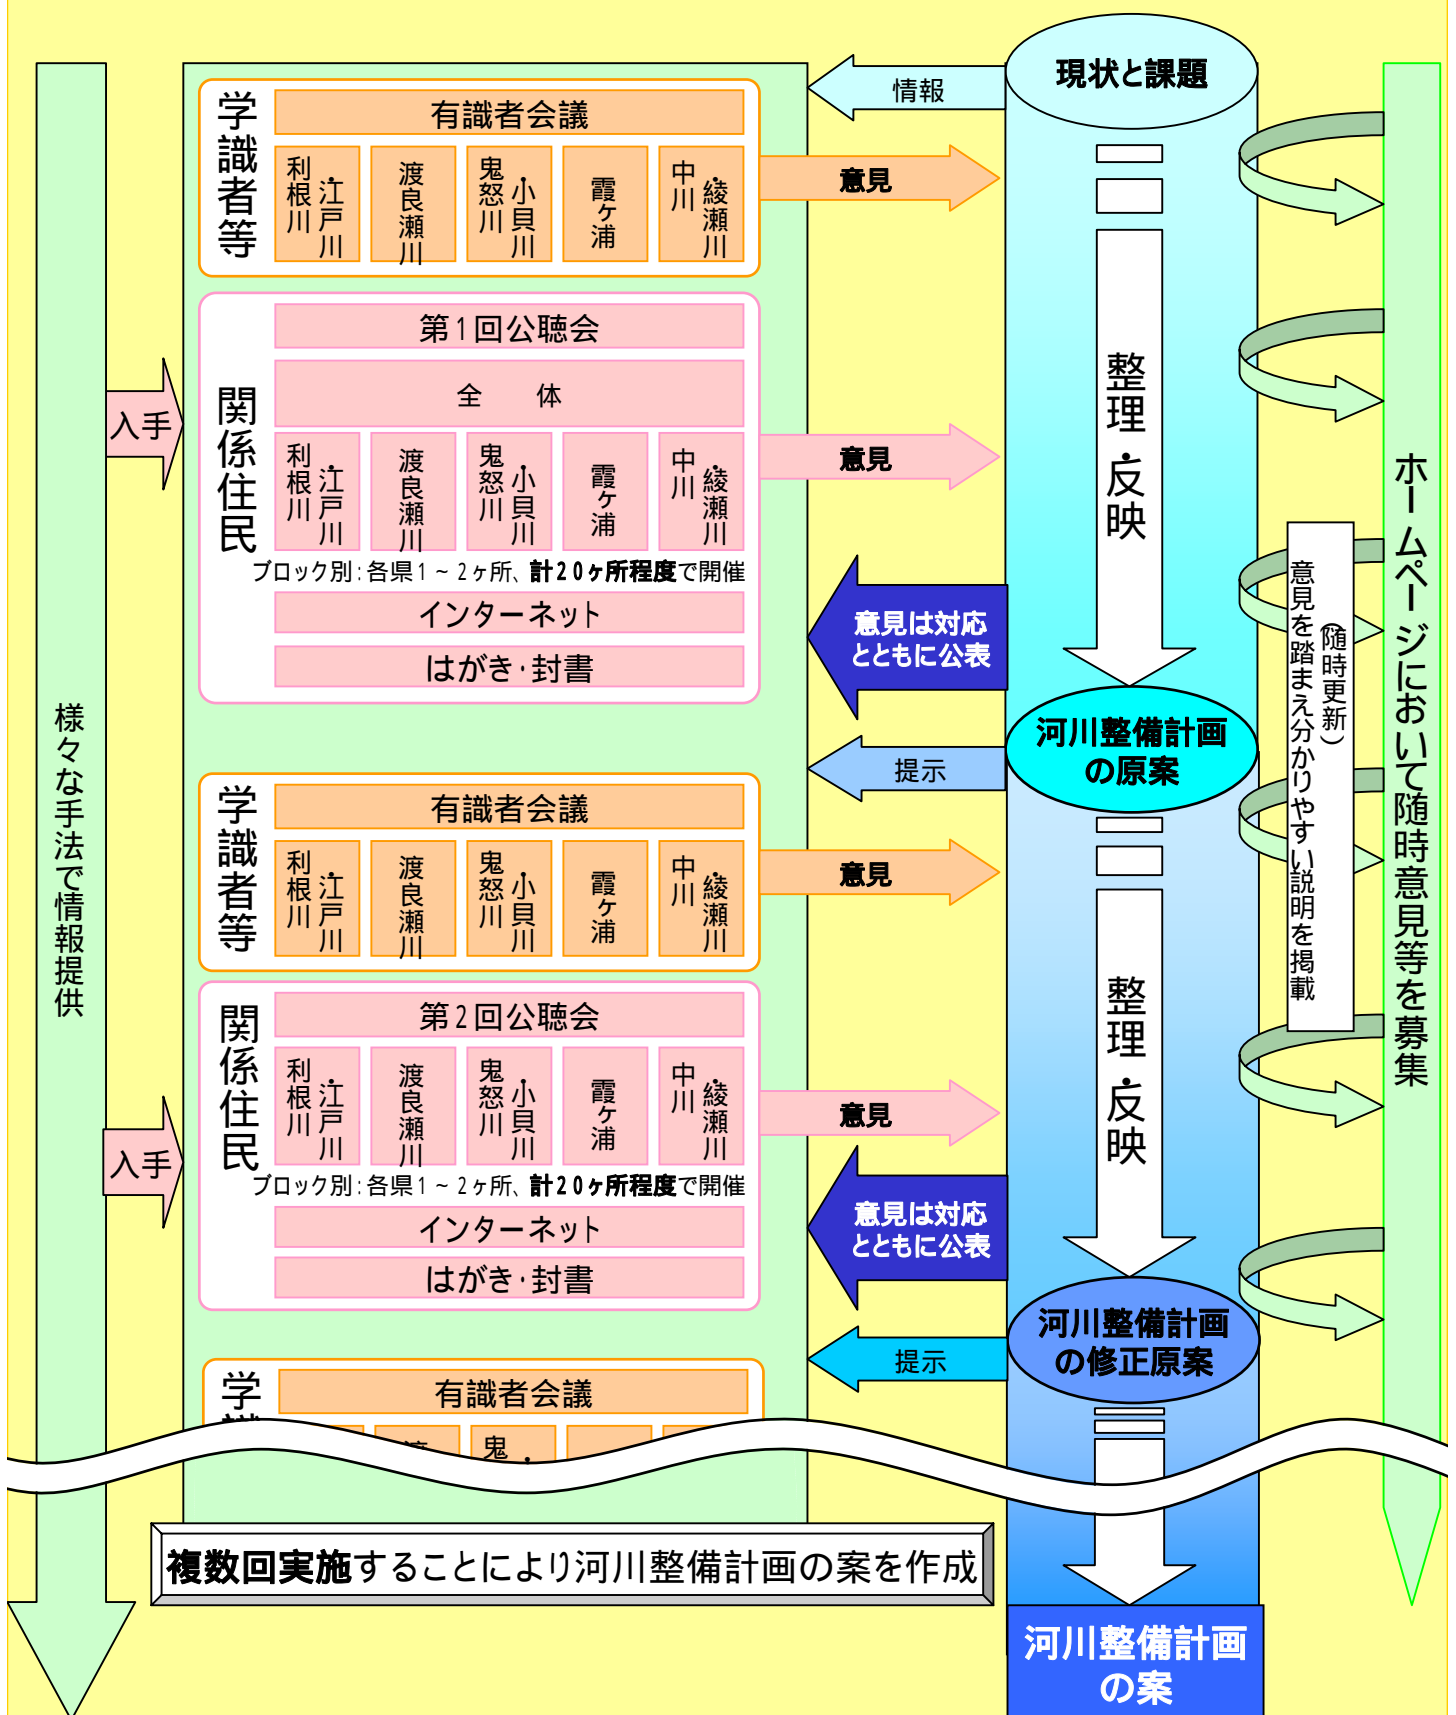 現状と課題
情報
学識者等
有識者会議
利根川・江戸川
渡良瀬川
鬼怒川・小貝川
霞ヶ浦
中川・綾瀬川
意見
関係住民
第1回公聴会
全　体
利根川・江戸川
渡良瀬川
鬼怒川・小貝川
霞ヶ浦
中川・綾瀬川
ブロック別：各県1～2ヶ所、計20ヶ所程度で開催
インターネット
はがき・封書
入手
意見
整理・反映
意見は対応
とともに公表
河川整備計画
の原案
提示
学識者等
有識者会議
利根川・江戸川
渡良瀬川
鬼怒川・小貝川
霞ヶ浦
中川・綾瀬川
意見
関係住民
第2回公聴会
利根川・江戸川
渡良瀬川
鬼怒川・小貝川
霞ヶ浦
中川・綾瀬川
ブロック別：各県1～2ヶ所、計20ヶ所程度で開催
インターネット
はがき・封書
入手
意見
整理・反映
意見は対応
とともに公表
河川整備計画
の修正原案
提示
有識者会議
学
鬼
様々な手法で情報提供
ホームページにおいて随時意見等を募集
（随時更新）
意見を踏まえ分かりやすい説明を掲載
複数回実施することにより河川整備計画の案を作成
河川整備計画
の案